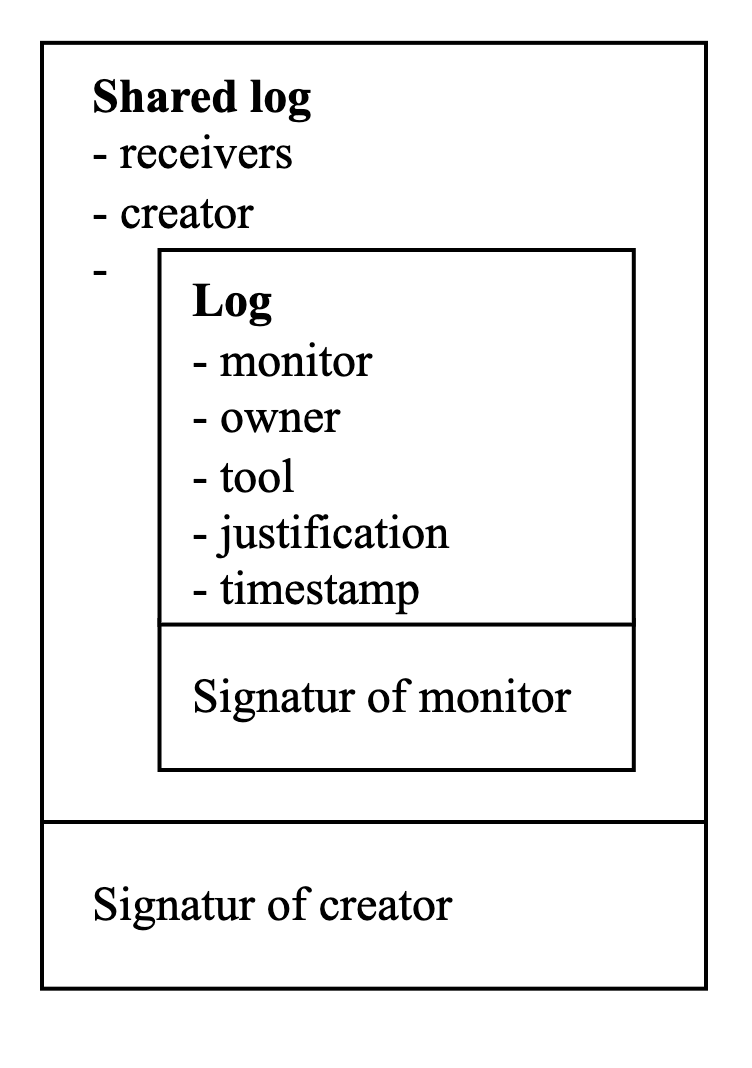 Shared log
- receivers
- creator
-
Log
- monitor
- owner
- tool
- justification
- timestamp
Signatur of monitor
Signatur of creator